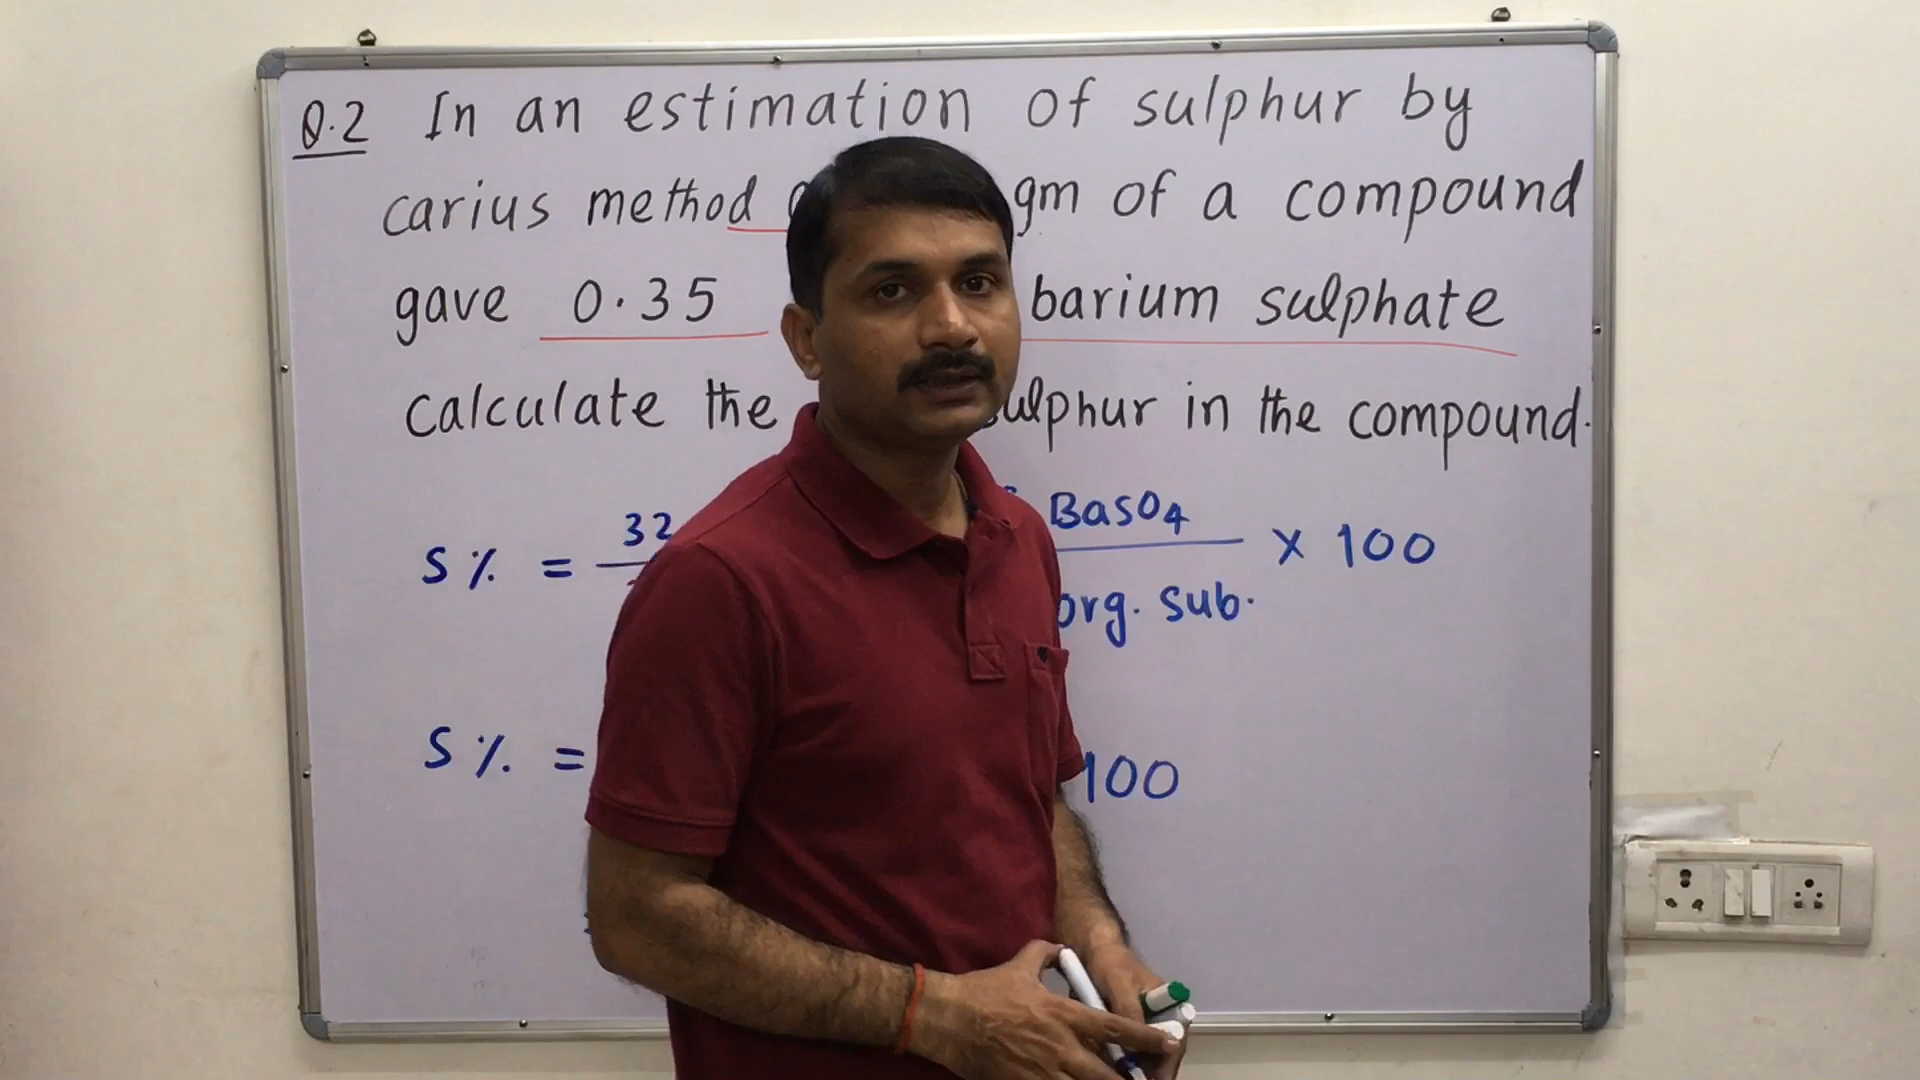 Q.2 In an estimation of sulphur by
carius method gm of a compound
gave 0.35 barium sulphate
calculate the sulphur in the compound.
S % = 32 BaSO4 × 100
org. sub.
S % = 100